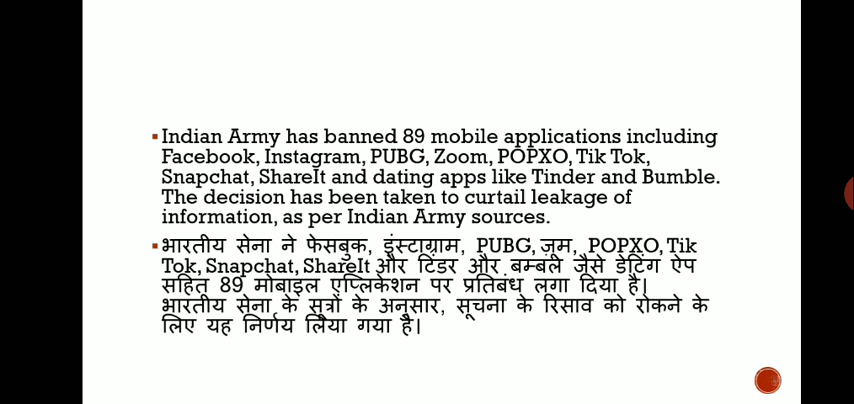 ▪Indian Army has banned 89 mobile applications including
Facebook, Instagram, PUBG, Zoom, POPXO, Tik Tok,
Snapchat, ShareIt and dating apps like Tinder and Bumble.
The decision has been taken to curtail leakage of
information, as per Indian Army sources.
▪भारतीय सेना ने फेसबुक, इंस्टाग्राम, PUBG, ज़ूम, POPXO, Tik
Tok, Snapchat, ShareIt और टिंडर और बम्बल जैसे डेटिंग ऐप
सहित 89 मोबाइल एप्लिकेशन पर प्रतिबंध लगा दिया है।
भारतीय सेना के सूत्रों के अनुसार, सूचना के रिसाव को रोकने के
लिए यह निर्णय लिया गया है।